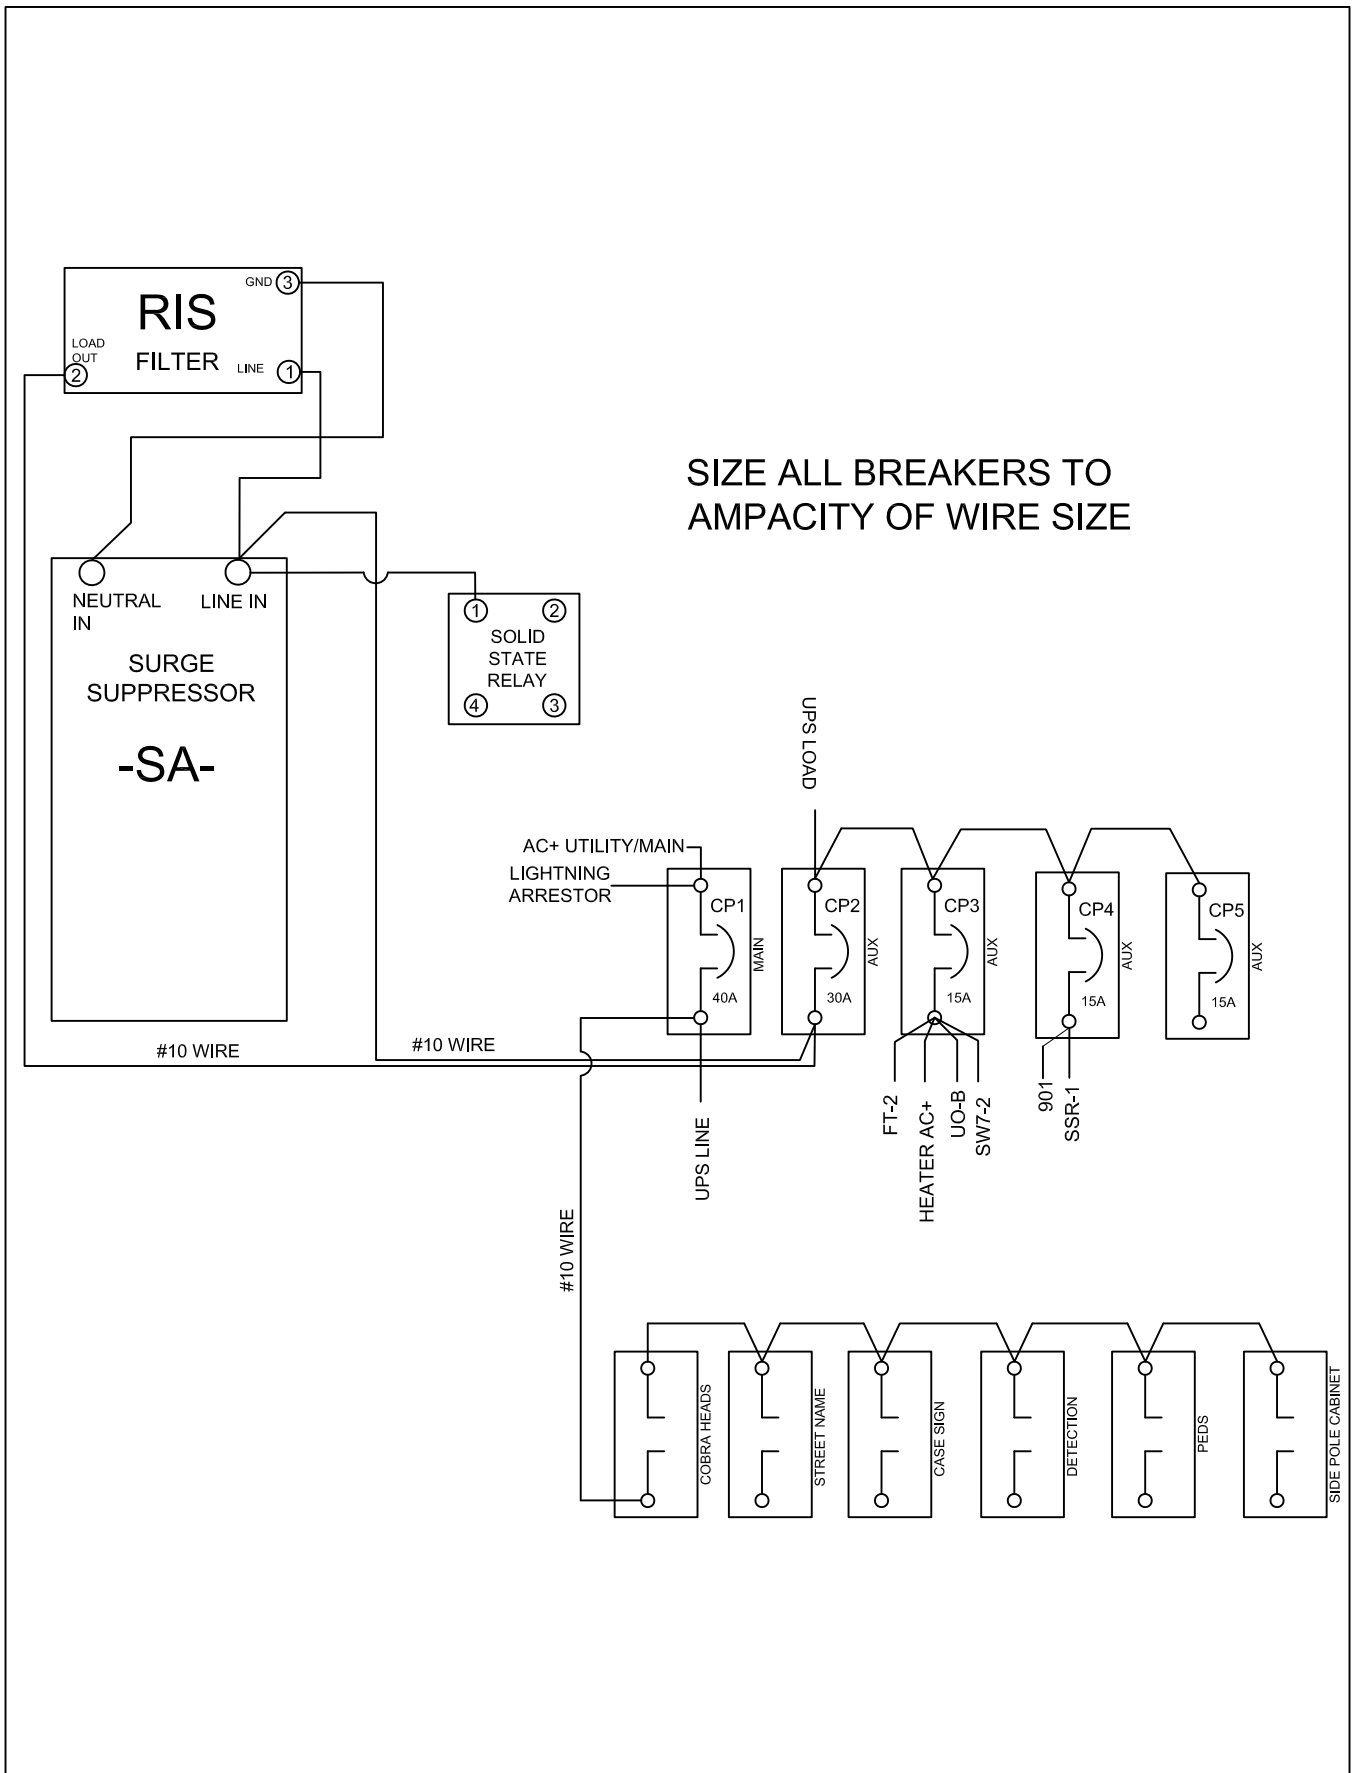 GND 3
RIS
FILTER
LOAD
OUT
2
LINE 1
SIZE ALL BREAKERS TO
AMPACITY OF WIRE SIZE
NEUTRAL
IN
LINE IN
SURGE
SUPPRESSOR
-SA-
1 2
SOLID
STATE
RELAY
4 3
UPS LOAD
AC+ UTILITY/MAIN
LIGHTNING
ARRESTOR
CP1
MAIN
40A
CP2
AUX
30A
CP3
AUX
15A
CP4
AUX
15A
CP5
AUX
15A
#10 WIRE
#10 WIRE
UPS LINE
FT-2
HEATER AC+
UO-B
SW7-2
901
SSR-1
#10 WIRE
COBRA HEADS
STREET NAME
CASE SIGN
DETECTION
PEDS
SIDE POLE CABINET